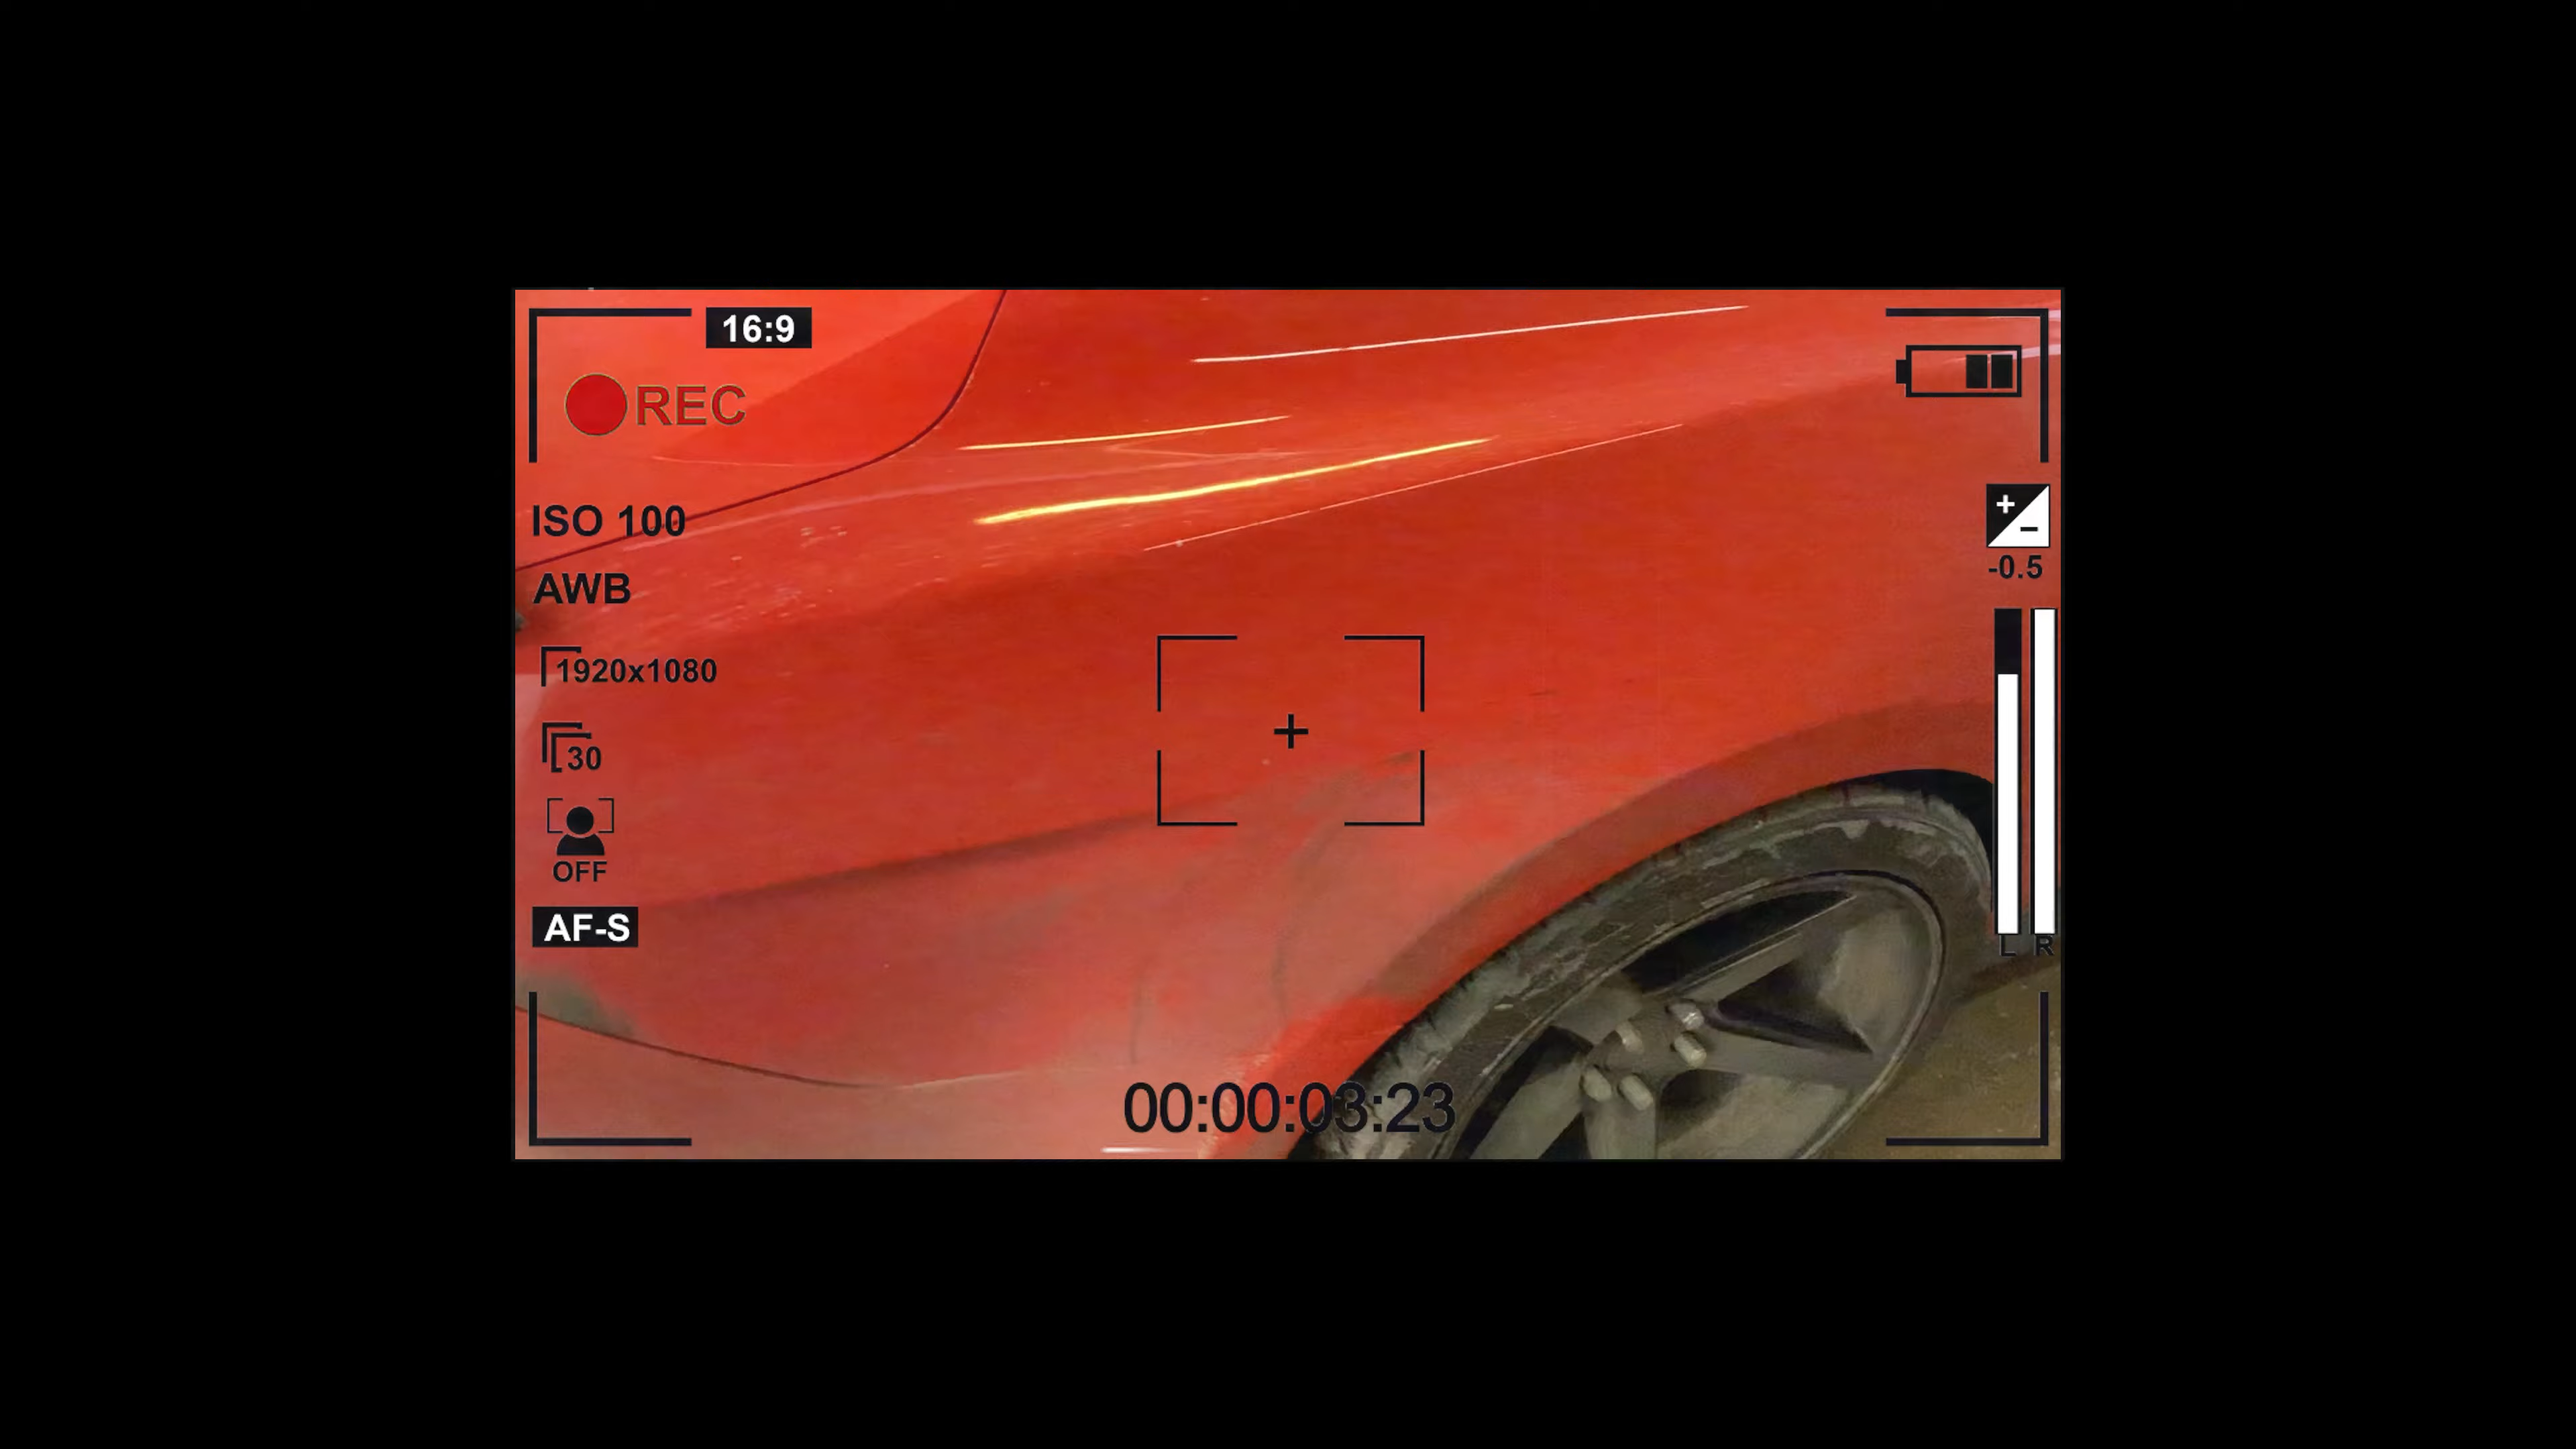 16:9
REC
ISO 100
AWB
-0.5
1920x1080
30
OFF
AF-S
L R
00:00:03:23